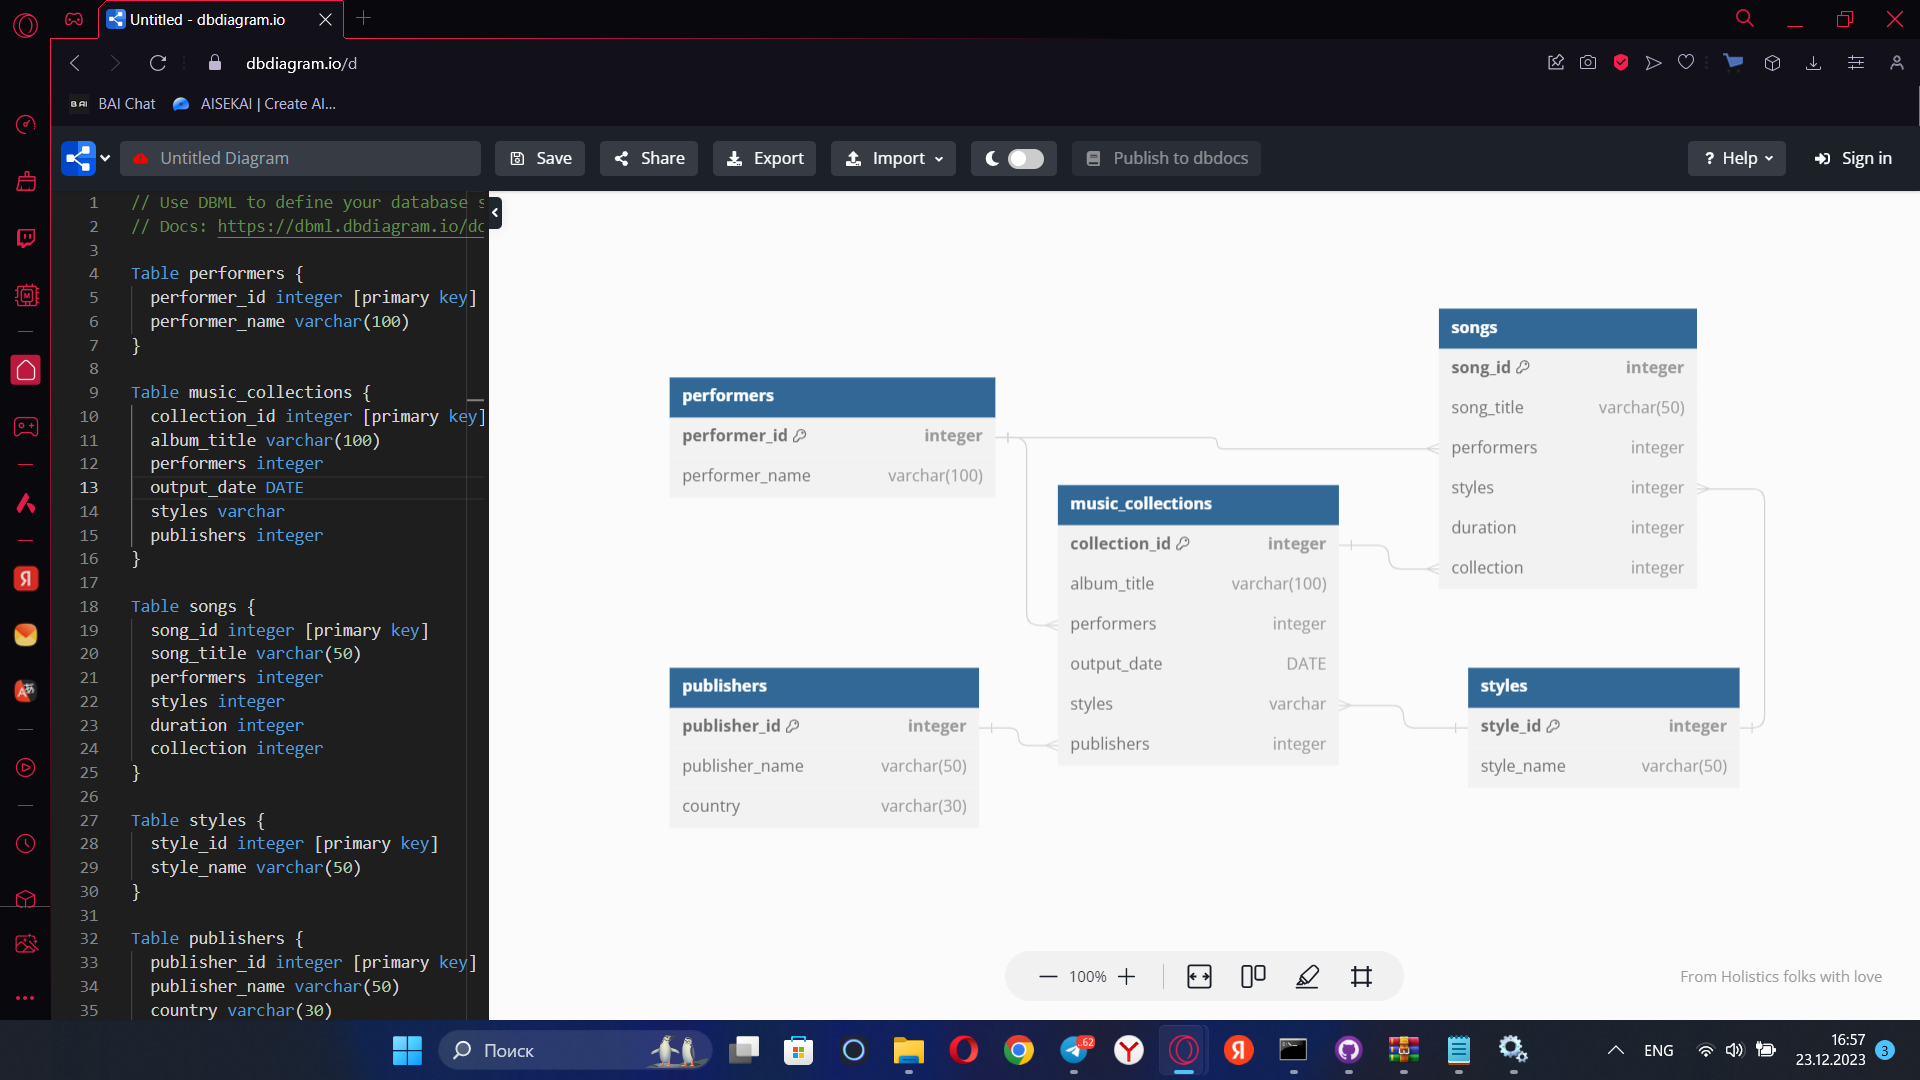 Untitled - dbdiagram.io
dbdiagram.io/d
B AI BAI Chat
AISEKAI | Create AI...
Untitled Diagram
Save
Share
Export
Import
Publish to dbdocs
? Help
Sign in
1 // Use DBML to define your database s
2 // Docs: https://dbml.dbdiagram.io/do
3
4 Table performers {
5 performer_id integer [primary key]
6 performer_name varchar(100)
7 }
8
9 Table music_collections {
10 collection_id integer [primary key]
11 album_title varchar(100)
12 performers integer
13 output_date DATE
14 styles varchar
15 publishers integer
16 }
17
18 Table songs {
19 song_id integer [primary key]
20 song_title varchar(50)
21 performers integer
22 styles integer
23 duration integer
24 collection integer
25 }
26
27 Table styles {
28 style_id integer [primary key]
29 style_name varchar(50)
30 }
31
32 Table publishers {
33 publisher_id integer [primary key]
34 publisher_name varchar(50)
35 country varchar(30)
performers
performer_id integer
performer_name varchar(100)
music_collections
collection_id integer
album_title varchar(100)
performers integer
output_date DATE
styles varchar
publishers integer
songs
song_id integer
song_title varchar(50)
performers integer
styles integer
duration integer
collection integer
publishers
publisher_id integer
publisher_name varchar(50)
country varchar(30)
styles
style_id integer
style_name varchar(50)
100%
From Holistics folks with love
Поиск
62
ENG
16:57
23.12.2023
3